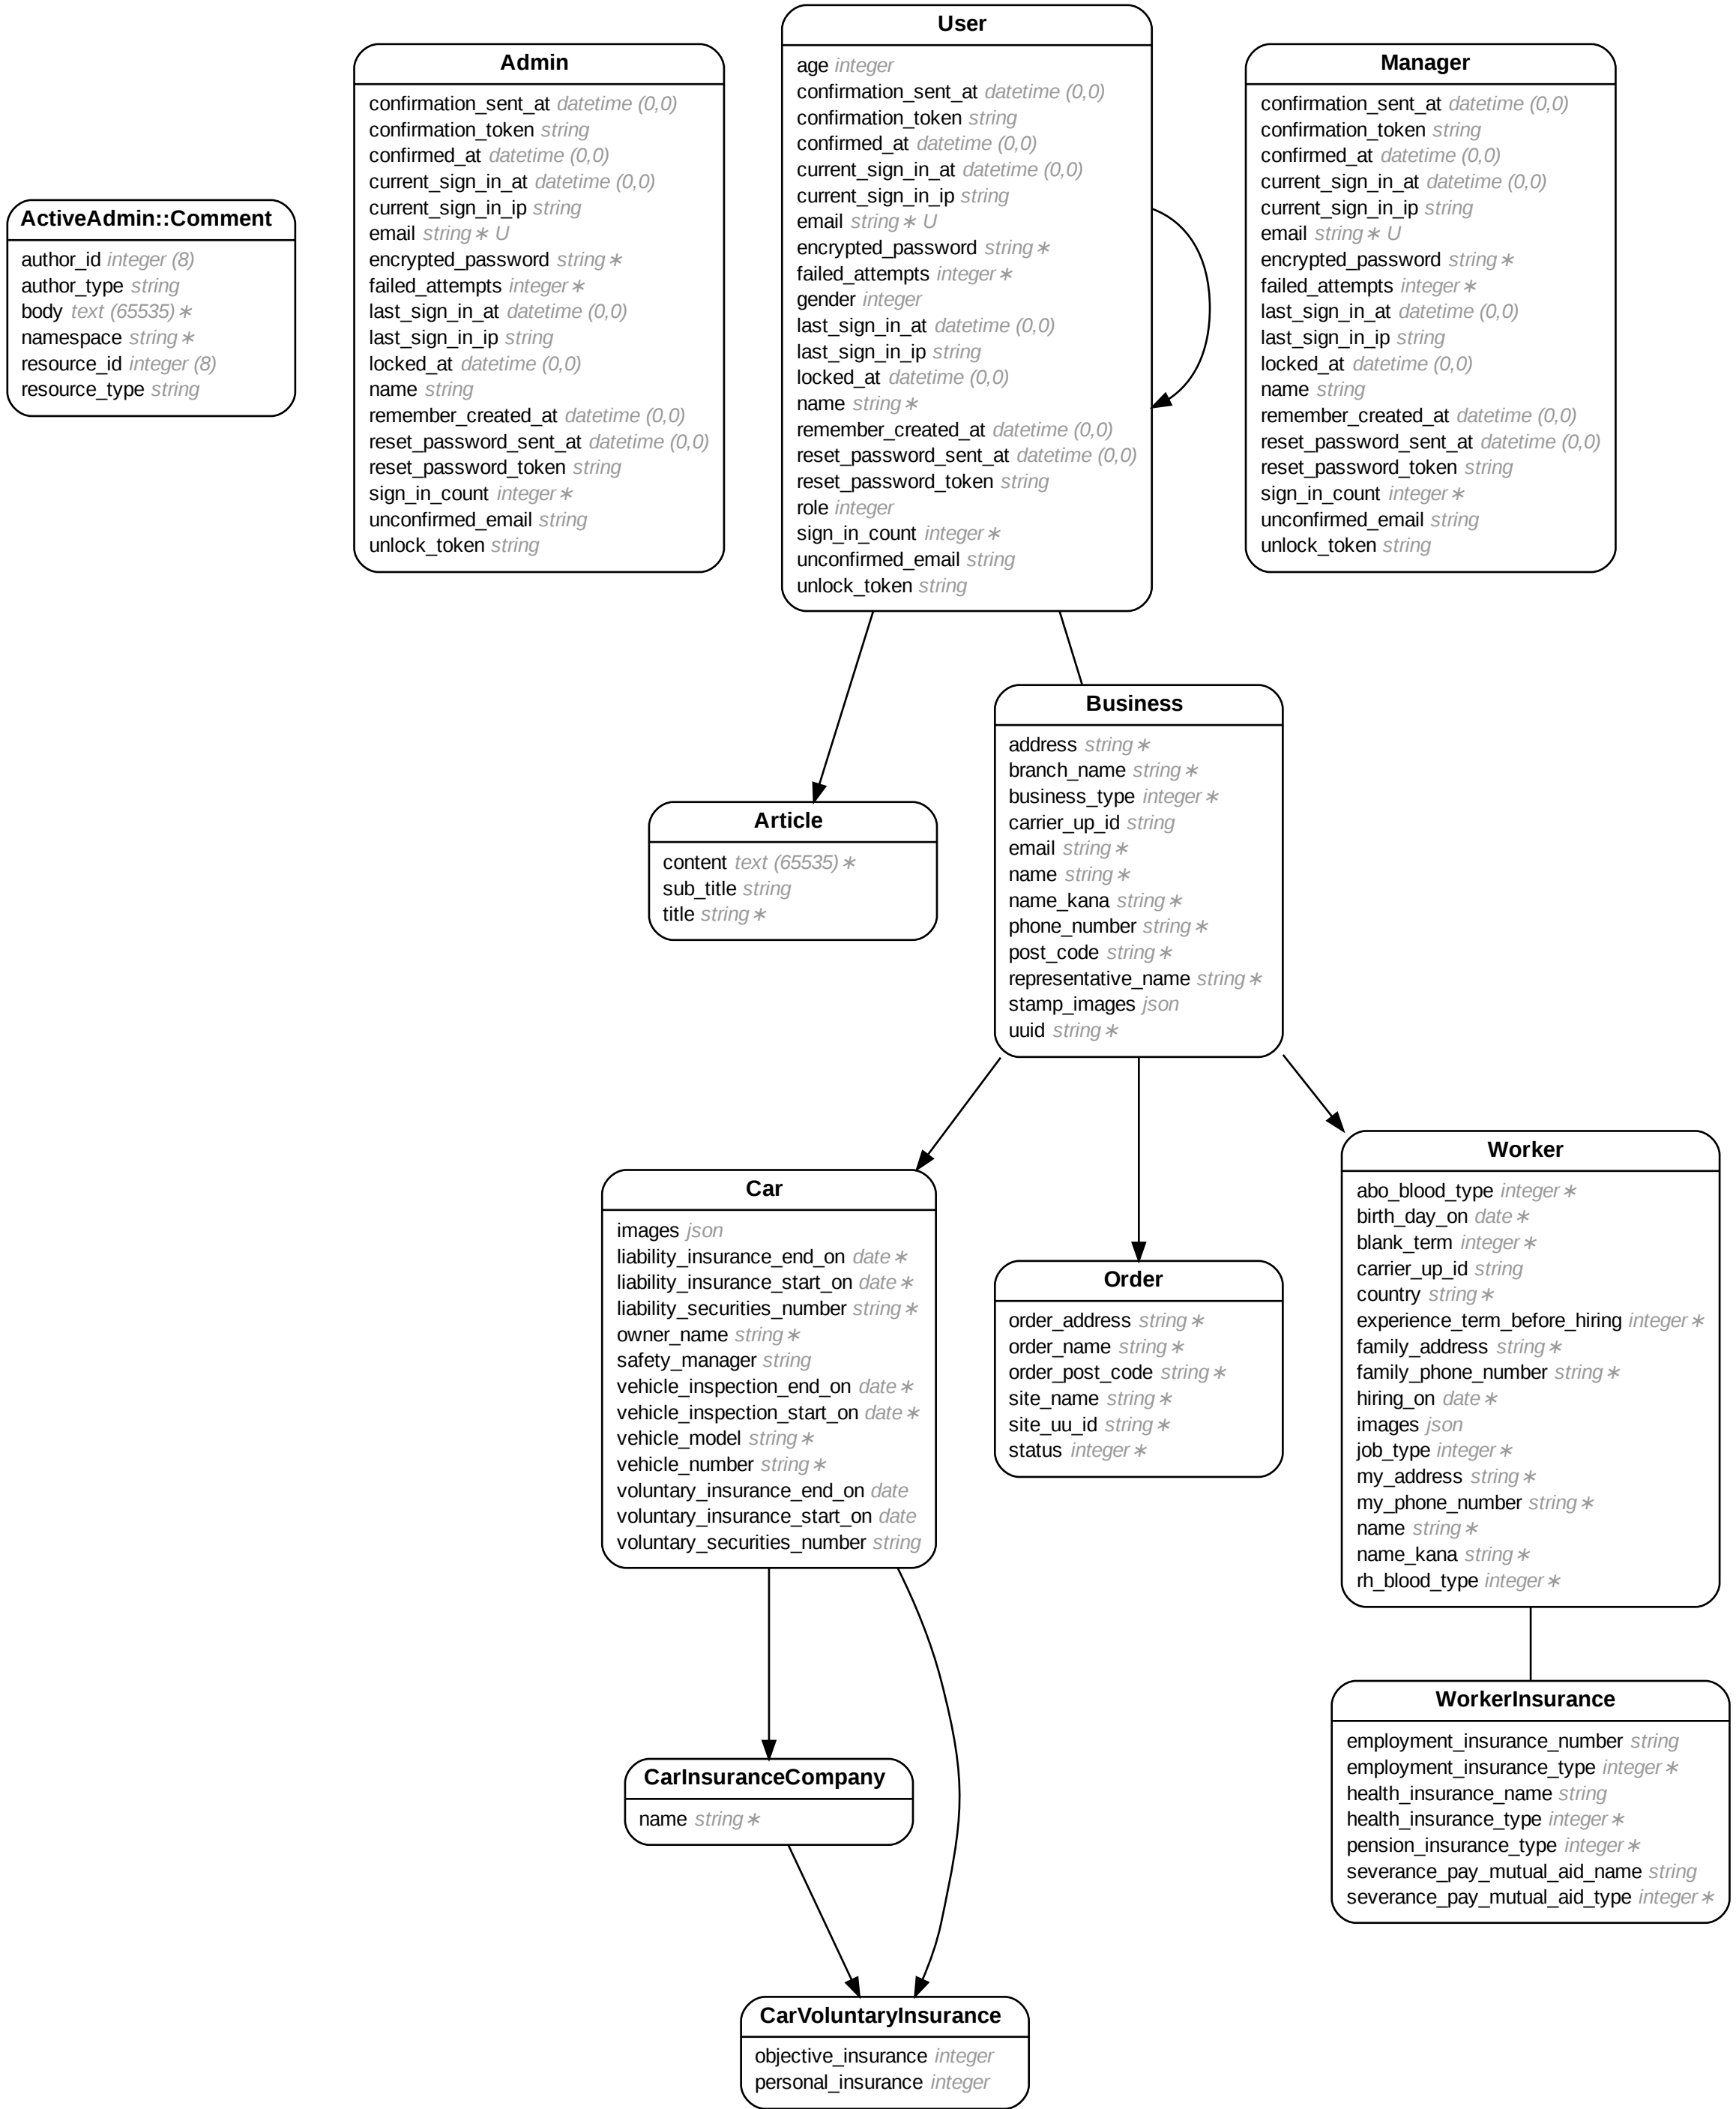 ActiveAdmin::Comment
author_id integer (8)
author_type string
body text (65535) ∗
namespace string ∗
resource_id integer (8)
resource_type string
Admin
confirmation_sent_at datetime (0,0)
confirmation_token string
confirmed_at datetime (0,0)
current_sign_in_at datetime (0,0)
current_sign_in_ip string
email string ∗ U
encrypted_password string ∗
failed_attempts integer ∗
last_sign_in_at datetime (0,0)
last_sign_in_ip string
locked_at datetime (0,0)
name string
remember_created_at datetime (0,0)
reset_password_sent_at datetime (0,0)
reset_password_token string
sign_in_count integer ∗
unconfirmed_email string
unlock_token string
User
age integer
confirmation_sent_at datetime (0,0)
confirmation_token string
confirmed_at datetime (0,0)
current_sign_in_at datetime (0,0)
current_sign_in_ip string
email string ∗ U
encrypted_password string ∗
failed_attempts integer ∗
gender integer
last_sign_in_at datetime (0,0)
last_sign_in_ip string
locked_at datetime (0,0)
name string ∗
remember_created_at datetime (0,0)
reset_password_sent_at datetime (0,0)
reset_password_token string
role integer
sign_in_count integer ∗
unconfirmed_email string
unlock_token string
Manager
confirmation_sent_at datetime (0,0)
confirmation_token string
confirmed_at datetime (0,0)
current_sign_in_at datetime (0,0)
current_sign_in_ip string
email string ∗ U
encrypted_password string ∗
failed_attempts integer ∗
last_sign_in_at datetime (0,0)
last_sign_in_ip string
locked_at datetime (0,0)
name string
remember_created_at datetime (0,0)
reset_password_sent_at datetime (0,0)
reset_password_token string
sign_in_count integer ∗
unconfirmed_email string
unlock_token string
Article
content text (65535) ∗
sub_title string
title string ∗
Business
address string ∗
branch_name string ∗
business_type integer ∗
carrier_up_id string
email string ∗
name string ∗
name_kana string ∗
phone_number string ∗
post_code string ∗
representative_name string ∗
stamp_images json
uuid string ∗
Car
images json
liability_insurance_end_on date ∗
liability_insurance_start_on date ∗
liability_securities_number string ∗
owner_name string ∗
safety_manager string
vehicle_inspection_end_on date ∗
vehicle_inspection_start_on date ∗
vehicle_model string ∗
vehicle_number string ∗
voluntary_insurance_end_on date
voluntary_insurance_start_on date
voluntary_securities_number string
Order
order_address string ∗
order_name string ∗
order_post_code string ∗
site_name string ∗
site_uu_id string ∗
status integer ∗
Worker
abo_blood_type integer ∗
birth_day_on date ∗
blank_term integer ∗
carrier_up_id string
country string ∗
experience_term_before_hiring integer ∗
family_address string ∗
family_phone_number string ∗
hiring_on date ∗
images json
job_type integer ∗
my_address string ∗
my_phone_number string ∗
name string ∗
name_kana string ∗
rh_blood_type integer ∗
CarInsuranceCompany
name string ∗
WorkerInsurance
employment_insurance_number string
employment_insurance_type integer ∗
health_insurance_name string
health_insurance_type integer ∗
pension_insurance_type integer ∗
severance_pay_mutual_aid_name string
severance_pay_mutual_aid_type integer ∗
CarVoluntaryInsurance
objective_insurance integer
personal_insurance integer